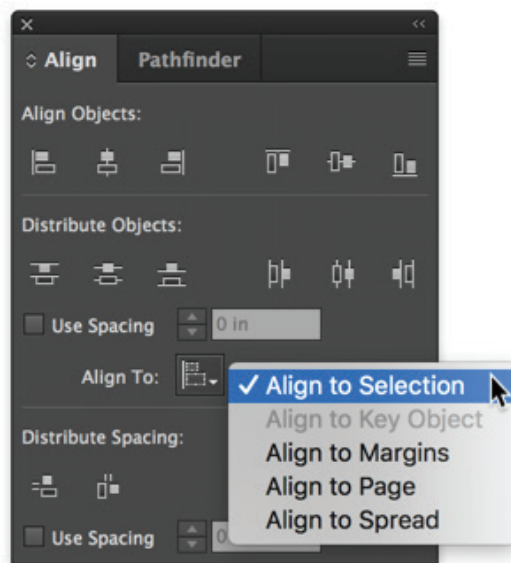 Align Pathfinder
Align Objects:
Distribute Objects:
Use Spacing 0 in
Align To:
Align to Selection
Align to Key Object
Align to Margins
Align to Page
Align to Spread
Distribute Spacing:
Use Spacing 0